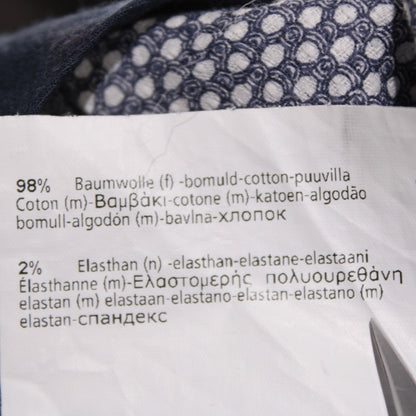 98% Baumwolle (f) -bomuld-cotton-puuvilla
Coton (m)-Βαμβάκι-cotone (m)-katoen-algodão
bomull-algodón (m)-bavlna-хлопок
2% Elasthan (n) -elasthan-elastane-elastaani
Élasthanne (m)-Ελαστομερής πολυουρεθάνη
elastan (m) elastaan-elastano-elastan-elastano (m)
elastan-спандекс